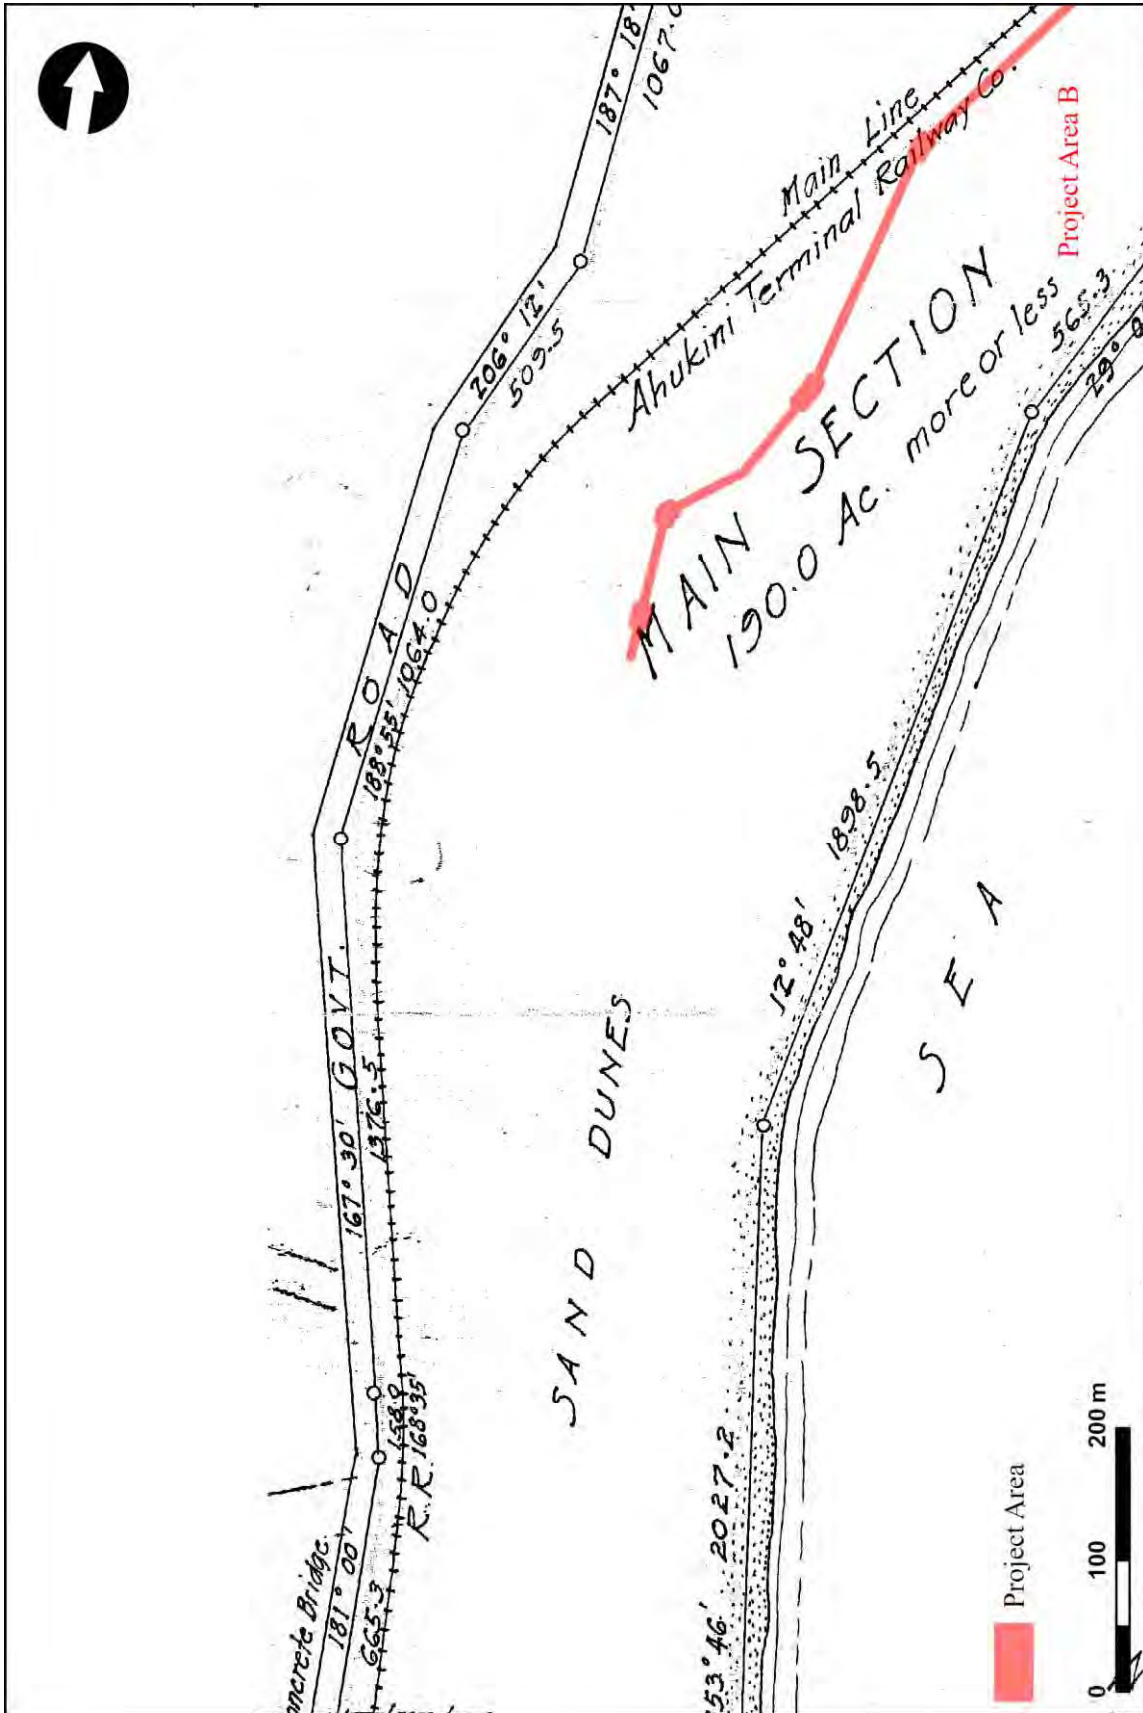 187° 18'
1067.0
206° 12'
509.5
Main Line
Ahukini Terminal Railway Co.
Project Area B
MAIN SECTION
190.0 Ac. more or less
565.3
29°
ROAD
188° 55' 1064.0
1898.5
12° 48'
SEA
167° 30' GOVT.
1376.5
SAND DUNES
158.0
R.R. 168° 35'
ncrete Bridge
181° 00'
665.3
53° 46' 2027.2
Project Area
0 100 200 m